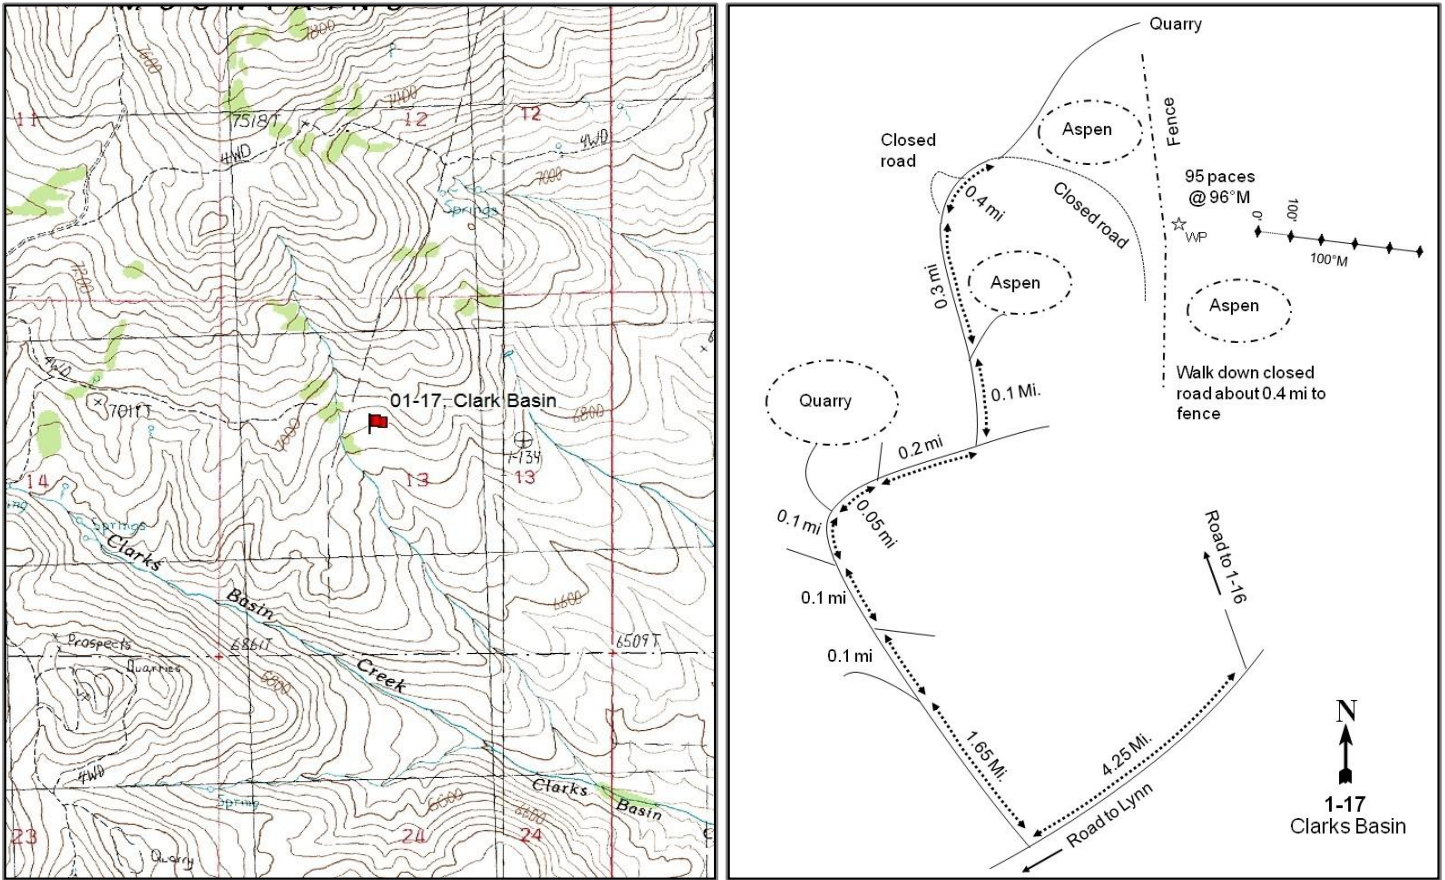 7600
7800
11
7518T
7400
12
12
4WD
4WD
7000
Springs
7200
T
4WD
7011T
01-17, Clark Basin
6800
7000
1-134
14
13
13
Springs
Clarks
Basin
6600
Prospects
6861T
6509T
Quarries
6800
Creek
4WD
Spring
Clarks
Basin
6600
6600
23
24
24
Quarry
Quarry
Fence
Aspen
Closed
road
95 paces
@ 96°M
0.4 mi
Closed road
WP
0'
100'
100°M
0.3 mi
Aspen
Aspen
0.1 Mi.
Walk down closed
road about 0.4 mi to
fence
Quarry
0.2 mi
0.1 mi
0.05 mi
Road to 1-16
0.1 mi
0.1 mi
1.65 Mi.
4.25 Mi.
Road to Lynn
N
1-17
Clarks Basin